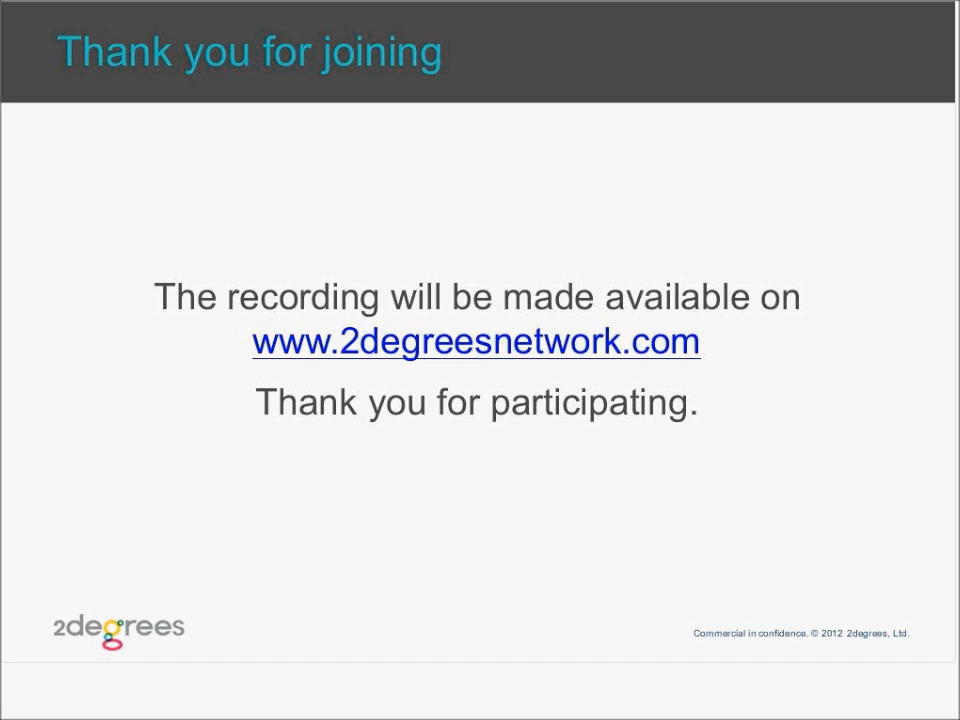 Thank you for joining
The recording will be made available on
www.2degreesnetwork.com
Thank you for participating.
2degrees
Commercial in confidence. © 2012 2degrees, Ltd.